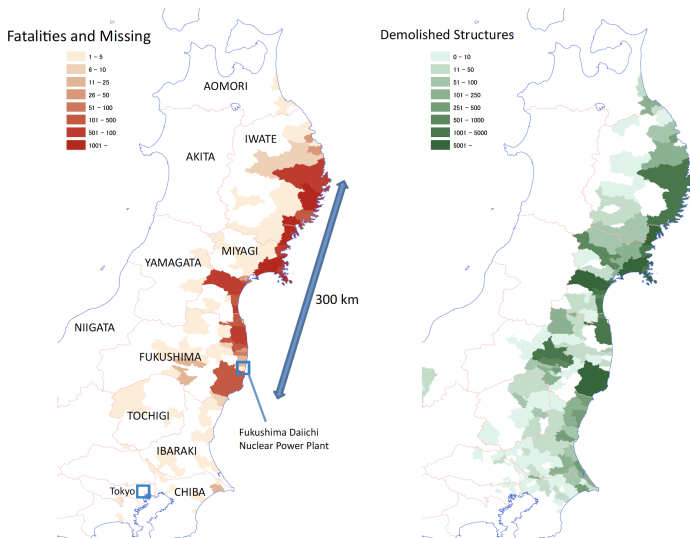 Fatalities and Missing
1 - 5
6 - 10
11 - 25
26 - 50
51 - 100
101 - 500
501 - 100
1001 -
AOMORI
IWATE
AKITA
MIYAGI
YAMAGATA
300 km
NIIGATA
FUKUSHIMA
TOCHIGI
Fukushima Daiichi
Nuclear Power Plant
IBARAKI
Tokyo
CHIBA
Demolished Structures
0 - 10
11 - 50
51 - 100
101 - 250
251 - 500
501 - 1000
1001 - 5000
5001 -